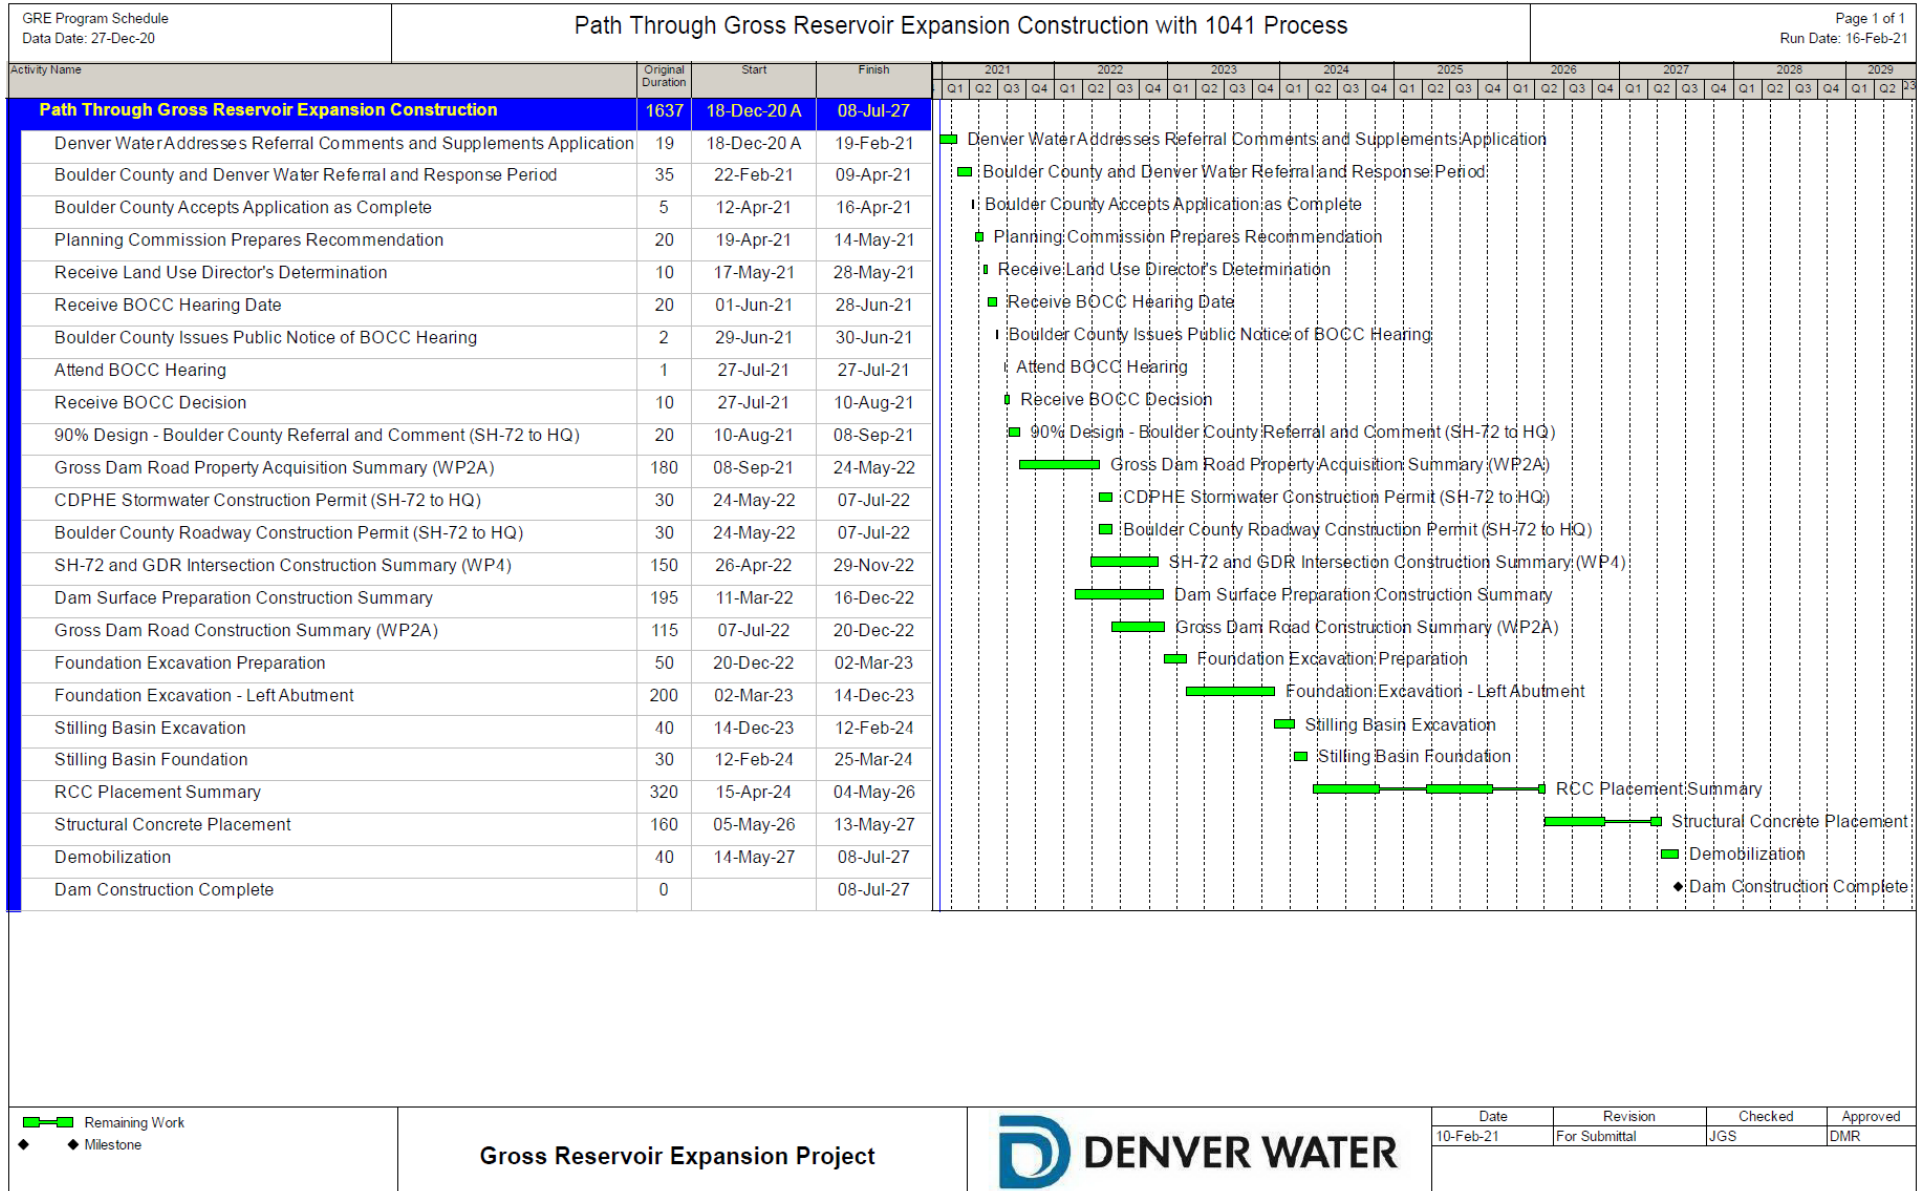 GRE Program Schedule
Data Date: 27-Dec-20
Path Through Gross Reservoir Expansion Construction with 1041 Process
Page 1 of 1
Run Date: 16-Feb-21
Activity Name Original Duration Start Finish 2021 2022 2023 2024 2025 2026 2027 2028 2029
Q1 Q2 Q3 Q4 Q1 Q2 Q3 Q4 Q1 Q2 Q3 Q4 Q1 Q2 Q3 Q4 Q1 Q2 Q3 Q4 Q1 Q2 Q3 Q4 Q1 Q2 Q3 Q4 Q1 Q2 Q3 Q4 Q1 Q2 Q3
Path Through Gross Reservoir Expansion Construction 1637 18-Dec-20 A 08-Jul-27
Denver Water Addresses Referral Comments and Supplements Application 19 18-Dec-20 A 19-Feb-21 Denver Water Addresses Referral Comments and Supplements Application
Boulder County and Denver Water Referral and Response Period 35 22-Feb-21 09-Apr-21 Boulder County and Denver Water Referral and Response Period
Boulder County Accepts Application as Complete 5 12-Apr-21 16-Apr-21 Boulder County Accepts Application as Complete
Planning Commission Prepares Recommendation 20 19-Apr-21 14-May-21 Planning Commission Prepares Recommendation
Receive Land Use Director's Determination 10 17-May-21 28-May-21 Receive Land Use Director's Determination
Receive BOCC Hearing Date 20 01-Jun-21 28-Jun-21 Receive BOCC Hearing Date
Boulder County Issues Public Notice of BOCC Hearing 2 29-Jun-21 30-Jun-21 Boulder County Issues Public Notice of BOCC Hearing
Attend BOCC Hearing 1 27-Jul-21 27-Jul-21 Attend BOCC Hearing
Receive BOCC Decision 10 27-Jul-21 10-Aug-21 Receive BOCC Decision
90% Design - Boulder County Referral and Comment (SH-72 to HQ) 20 10-Aug-21 08-Sep-21 90% Design - Boulder County Referral and Comment (SH-72 to HQ)
Gross Dam Road Property Acquisition Summary (WP2A) 180 08-Sep-21 24-May-22 Gross Dam Road Property Acquisition Summary (WP2A)
CDPHE Stormwater Construction Permit (SH-72 to HQ) 30 24-May-22 07-Jul-22 CDPHE Stormwater Construction Permit (SH-72 to HQ)
Boulder County Roadway Construction Permit (SH-72 to HQ) 30 24-May-22 07-Jul-22 Boulder County Roadway Construction Permit (SH-72 to HQ)
SH-72 and GDR Intersection Construction Summary (WP4) 150 26-Apr-22 29-Nov-22 SH-72 and GDR Intersection Construction Summary (WP4)
Dam Surface Preparation Construction Summary 195 11-Mar-22 16-Dec-22 Dam Surface Preparation Construction Summary
Gross Dam Road Construction Summary (WP2A) 115 07-Jul-22 20-Dec-22 Gross Dam Road Construction Summary (WP2A)
Foundation Excavation Preparation 50 20-Dec-22 02-Mar-23 Foundation Excavation Preparation
Foundation Excavation - Left Abutment 200 02-Mar-23 14-Dec-23 Foundation Excavation - Left Abutment
Stilling Basin Excavation 40 14-Dec-23 12-Feb-24 Stilling Basin Excavation
Stilling Basin Foundation 30 12-Feb-24 25-Mar-24 Stilling Basin Foundation
RCC Placement Summary 320 15-Apr-24 04-May-26 RCC Placement Summary
Structural Concrete Placement 160 05-May-26 13-May-27 Structural Concrete Placement
Demobilization 40 14-May-27 08-Jul-27 Demobilization
Dam Construction Complete 0 08-Jul-27 Dam Construction Complete
Remaining Work
Milestone
Gross Reservoir Expansion Project
DENVER WATER
Date Revision Checked Approved
10-Feb-21 For Submittal JGS DMR